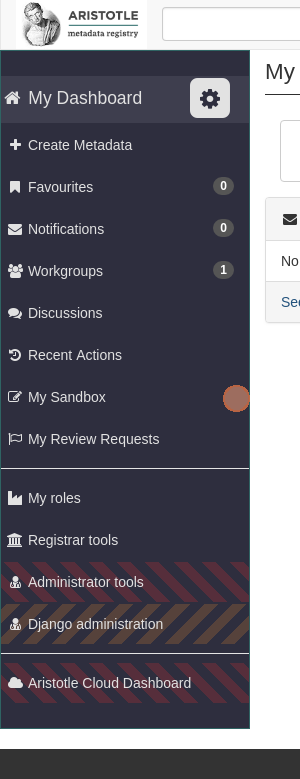 ARISTOTLE
metadata registry
My
My Dashboard
Create Metadata
Favourites 0
Notifications 0
Workgroups 1
No
Discussions
See
Recent Actions
My Sandbox
My Review Requests
My roles
Registrar tools
Administrator tools
Django administration
Aristotle Cloud Dashboard